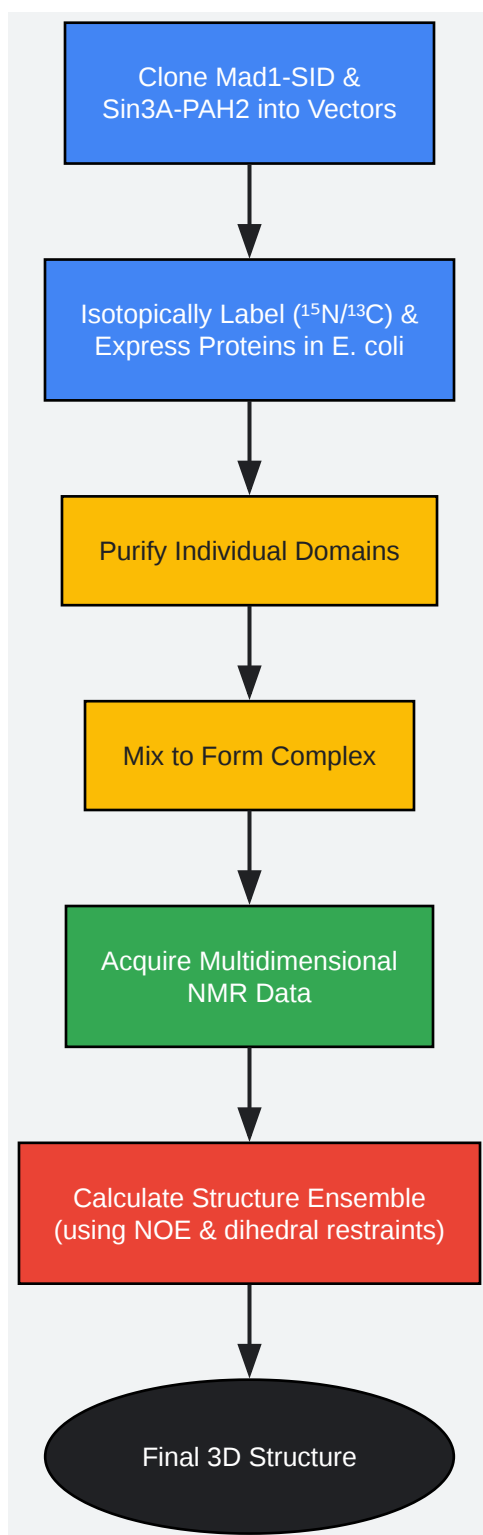 Clone Mad1-SID &
Sin3A-PAH2 into Vectors
Isotopically Label (¹⁵N/¹³C) &
Express Proteins in E. coli
Purify Individual Domains
Mix to Form Complex
Acquire Multidimensional
NMR Data
Calculate Structure Ensemble
(using NOE & dihedral restraints)
Final 3D Structure